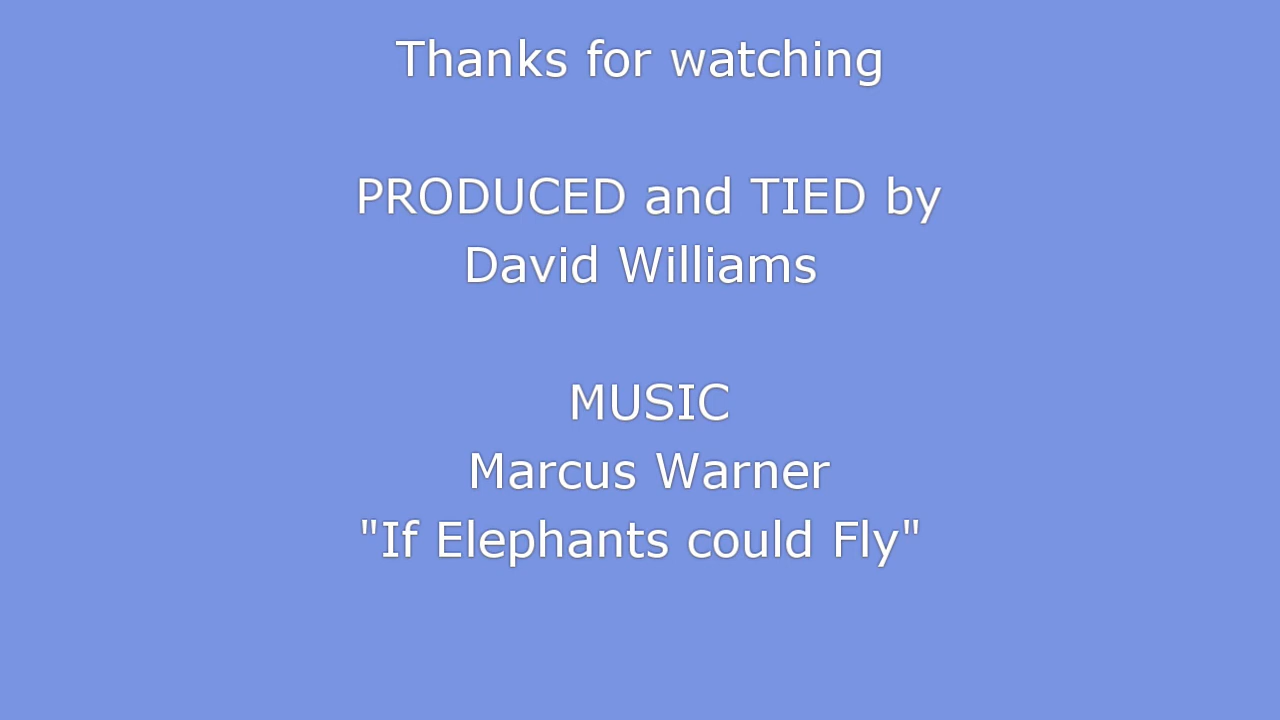 Thanks for watching
PRODUCED and TIED by
David Williams
MUSIC
Marcus Warner
"If Elephants could Fly"